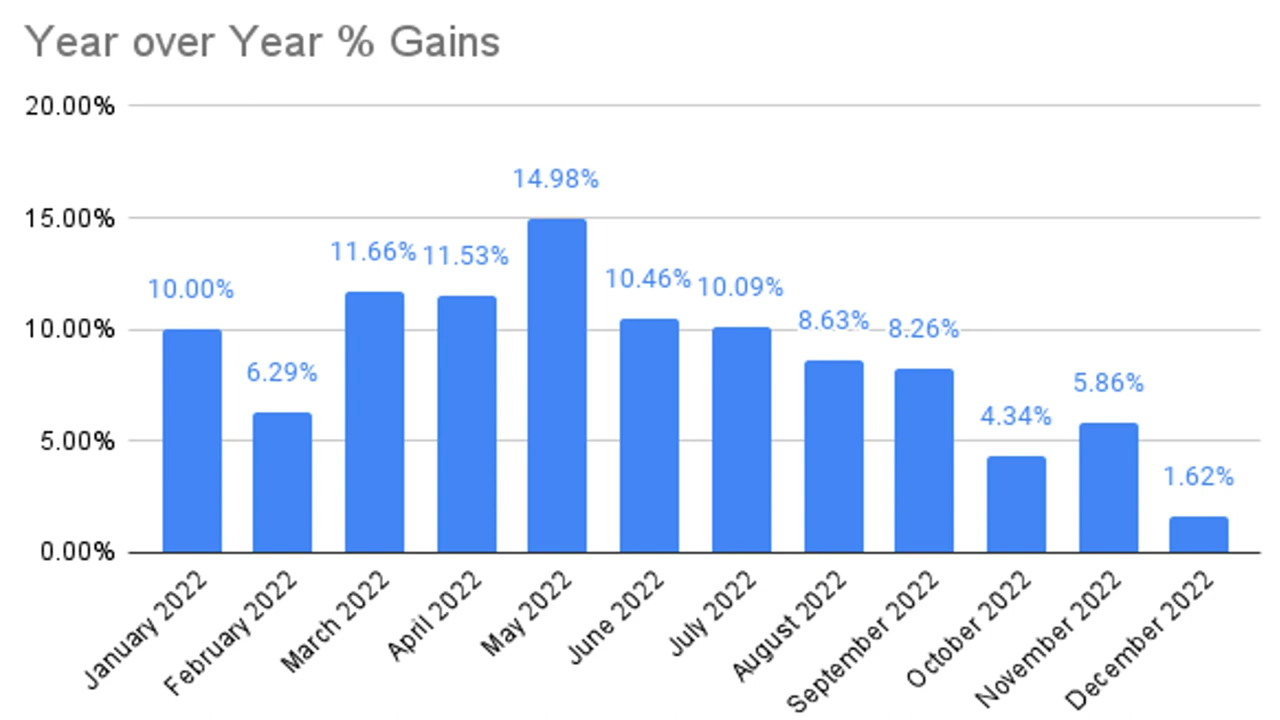 Year over Year % Gains
20.00%
15.00%
10.00%
5.00%
0.00%
10.00%
6.29%
11.66%
11.53%
14.98%
10.46%
10.09%
8.63%
8.26%
4.34%
5.86%
1.62%
January 2022
February 2022
March 2022
April 2022
May 2022
June 2022
July 2022
August 2022
September 2022
October 2022
November 2022
December 2022